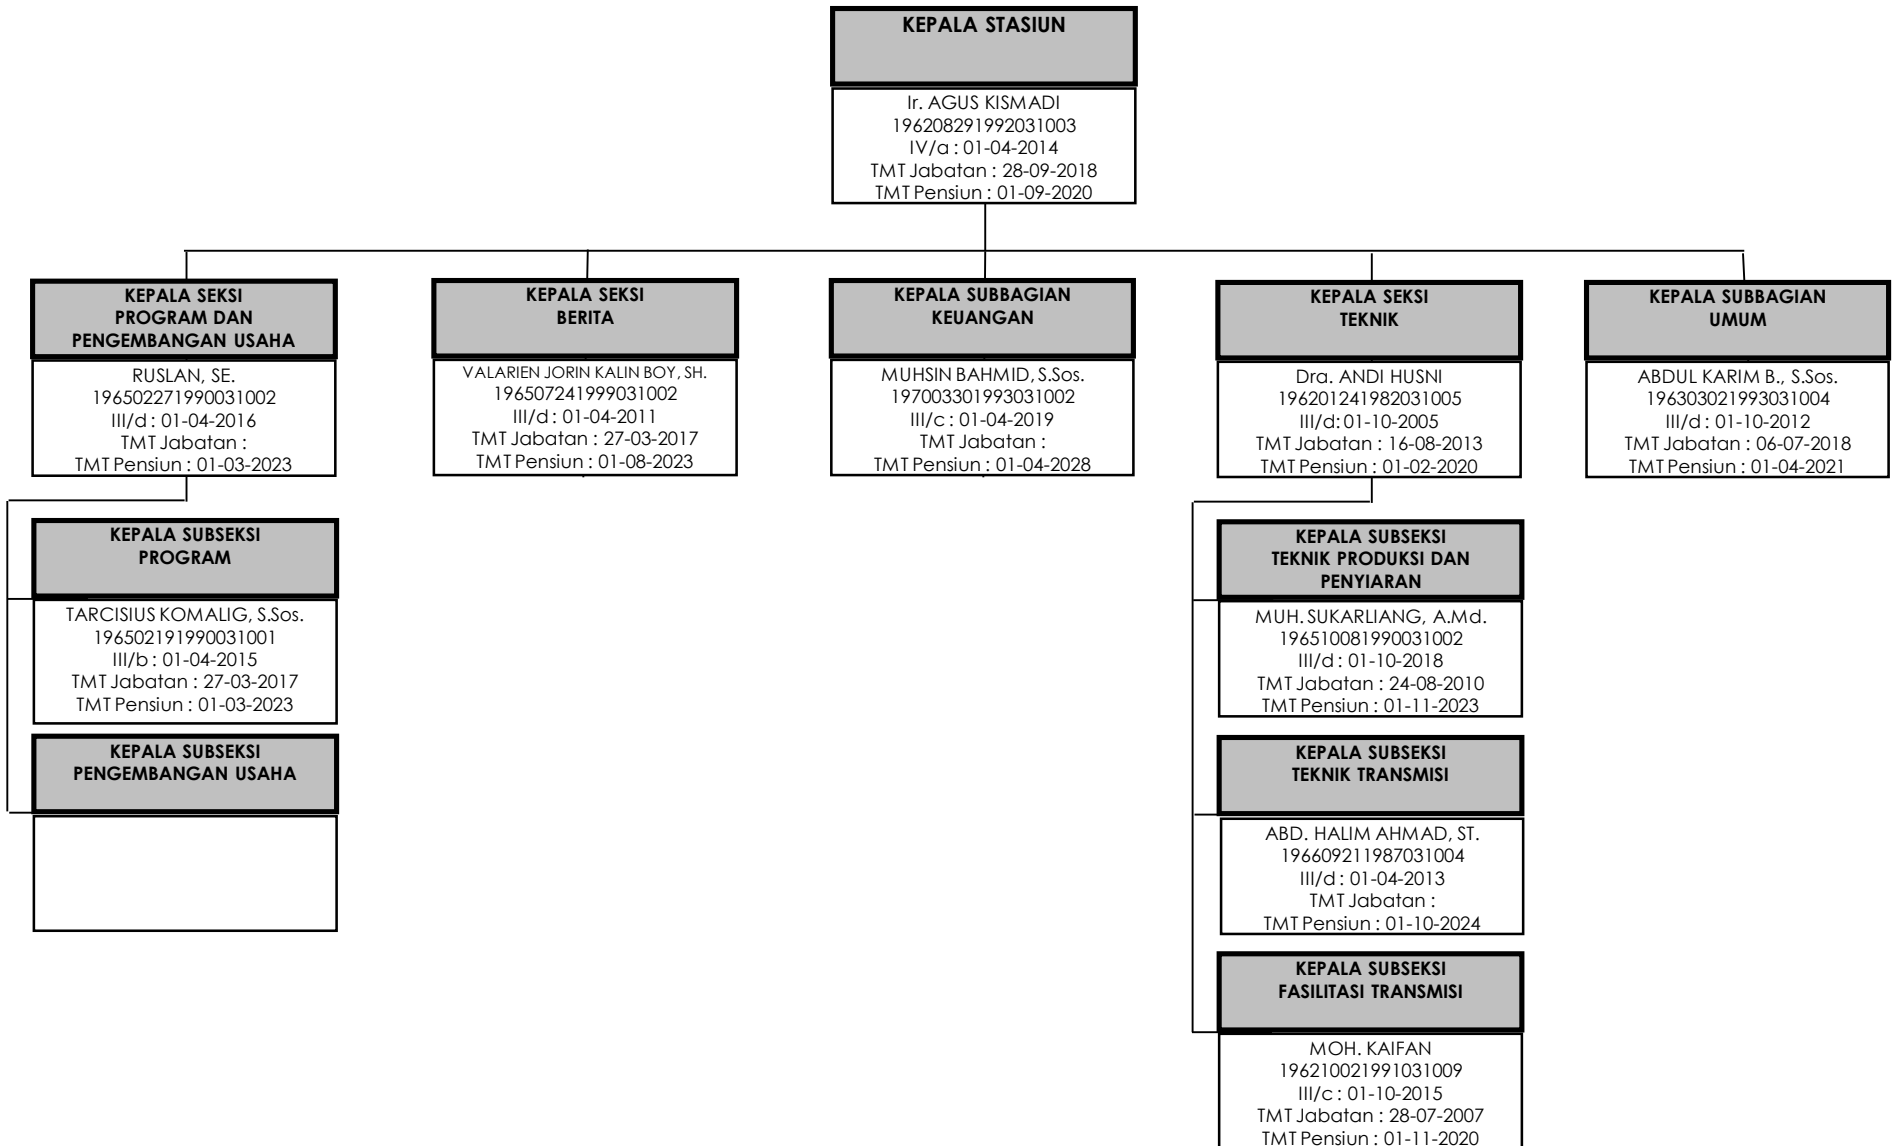 KEPALA STASIUN
Ir. AGUS KISMADI
196208291992031003
IV/a : 01-04-2014
TMT Jabatan : 28-09-2018
TMT Pensiun : 01-09-2020
KEPALA SEKSI
PROGRAM DAN
PENGEMBANGAN USAHA
RUSLAN, SE.
196502271990031002
III/d : 01-04-2016
TMT Jabatan :
TMT Pensiun : 01-03-2023
KEPALA SEKSI
BERITA
VALARIEN JORIN KALIN BOY, SH.
196507241999031002
III/d : 01-04-2011
TMT Jabatan : 27-03-2017
TMT Pensiun : 01-08-2023
KEPALA SUBBAGIAN
KEUANGAN
MUHSIN BAHMID, S.Sos.
197003301993031002
III/c : 01-04-2019
TMT Jabatan :
TMT Pensiun : 01-04-2028
KEPALA SEKSI
TEKNIK
Dra. ANDI HUSNI
196201241982031005
III/d: 01-10-2005
TMT Jabatan : 16-08-2013
TMT Pensiun : 01-02-2020
KEPALA SUBBAGIAN
UMUM
ABDUL KARIM B., S.Sos.
196303021993031004
III/d : 01-10-2012
TMT Jabatan : 06-07-2018
TMT Pensiun : 01-04-2021
KEPALA SUBSEKSI
PROGRAM
TARCISIUS KOMALIG, S.Sos.
196502191990031001
III/b : 01-04-2015
TMT Jabatan : 27-03-2017
TMT Pensiun : 01-03-2023
KEPALA SUBSEKSI
PENGEMBANGAN USAHA
KEPALA SUBSEKSI
TEKNIK PRODUKSI DAN
PENYIARAN
MUH. SUKARLIANG, A.Md.
196510081990031002
III/d : 01-10-2018
TMT Jabatan : 24-08-2010
TMT Pensiun : 01-11-2023
KEPALA SUBSEKSI
TEKNIK TRANSMISI
ABD. HALIM AHMAD, ST.
196609211987031004
III/d : 01-04-2013
TMT Jabatan :
TMT Pensiun : 01-10-2024
KEPALA SUBSEKSI
FASILITASI TRANSMISI
MOH. KAIFAN
196210021991031009
III/c : 01-10-2015
TMT Jabatan : 28-07-2007
TMT Pensiun : 01-11-2020